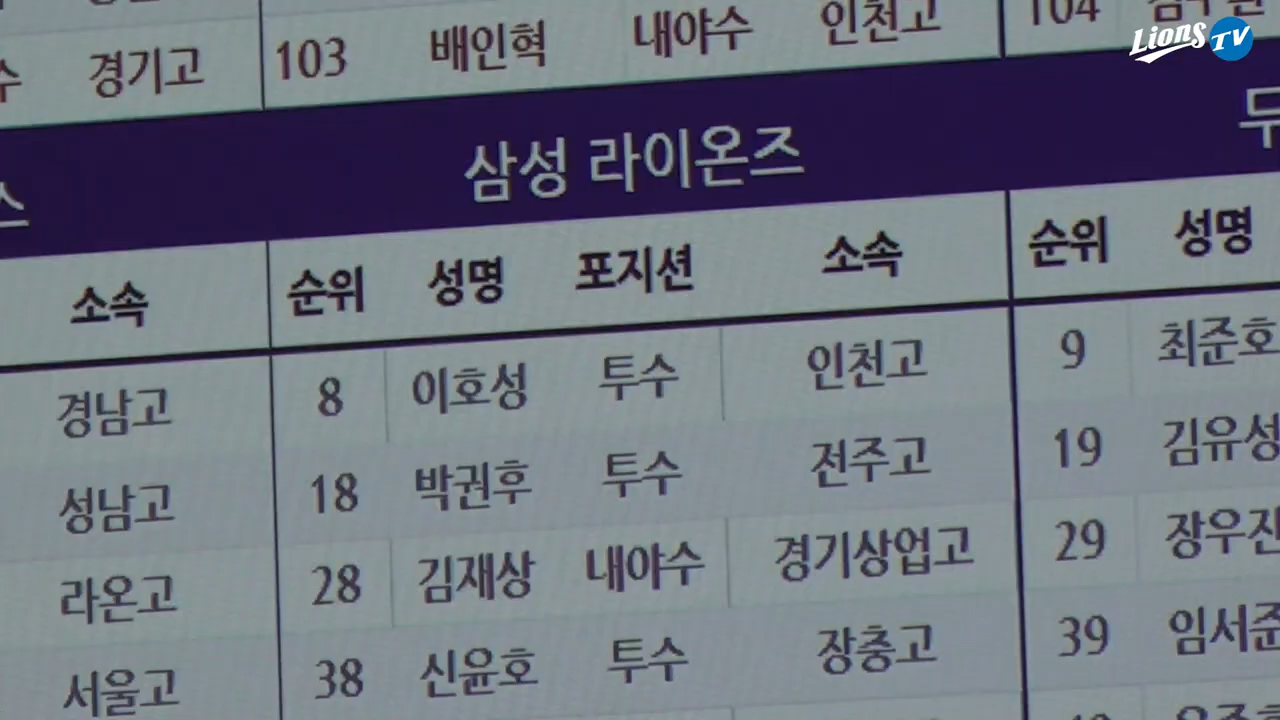 경기고 103 배인혁 내야수 인천고 104
Lions TV
삼성 라이온즈
소속 순위 성명 포지션 소속 순위 성명
경남고 8 이호성 투수 인천고 9 최준호
성남고 18 박권후 투수 전주고 19 김유성
라온고 28 김재상 내야수 경기상업고 29 장우진
서울고 38 신윤호 투수 장충고 39 임서준